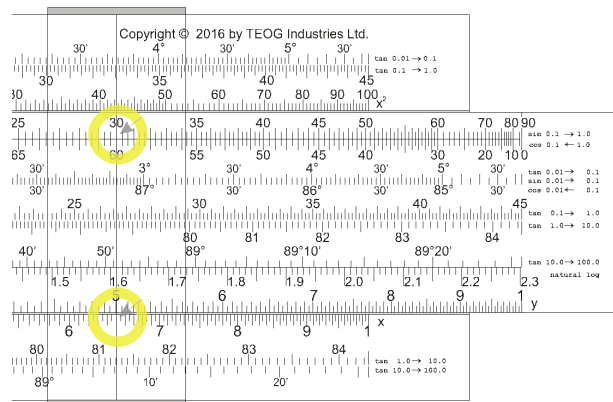 Copyright © 2016 by TEOG Industries Ltd.
30' 4° 30' 5° 30'
tan 0.01→0.1
tan 0.1→1.0
30 35 40 45
30 40 50 60 70 80 90 100 x²
25 30 35 40 45 50 60 70 80 90
sin 0.1 →1.0
cos 0.1 ←1.0
65 60 55 50 45 40 30 20 10 0
30' 3° 30' 4° 30' 5° 30'
tan 0.01→ 0.1
sin 0.01→ 0.1
cos 0.01← 0.1
30' 87° 30' 86° 30' 85° 30'
25 30 35 40 45
tan 0.1→ 1.0
tan 1.0→ 10.0
80 81 82 83 84
40' 50' 89° 89°10' 89°20'
tan 10.0→100.0
natural log
1.5 1.6 1.7 1.8 1.9 2.0 2.1 2.2 2.3
5 6 7 8 9 1 y
6 7 8 9 1 x
80 81 82 83 84
tan 1.0→ 10.0
tan 10.0→100.0
89° 10' 20'